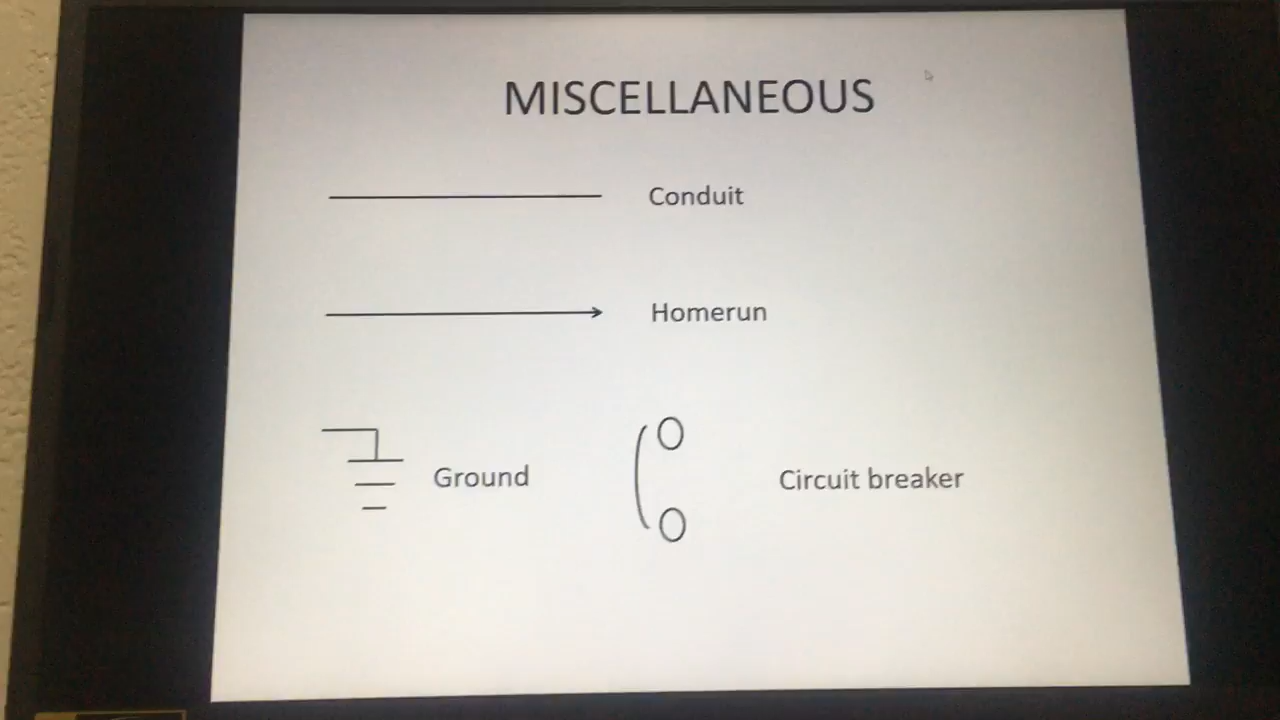 MISCELLANEOUS
Conduit
Homerun
Ground
Circuit breaker